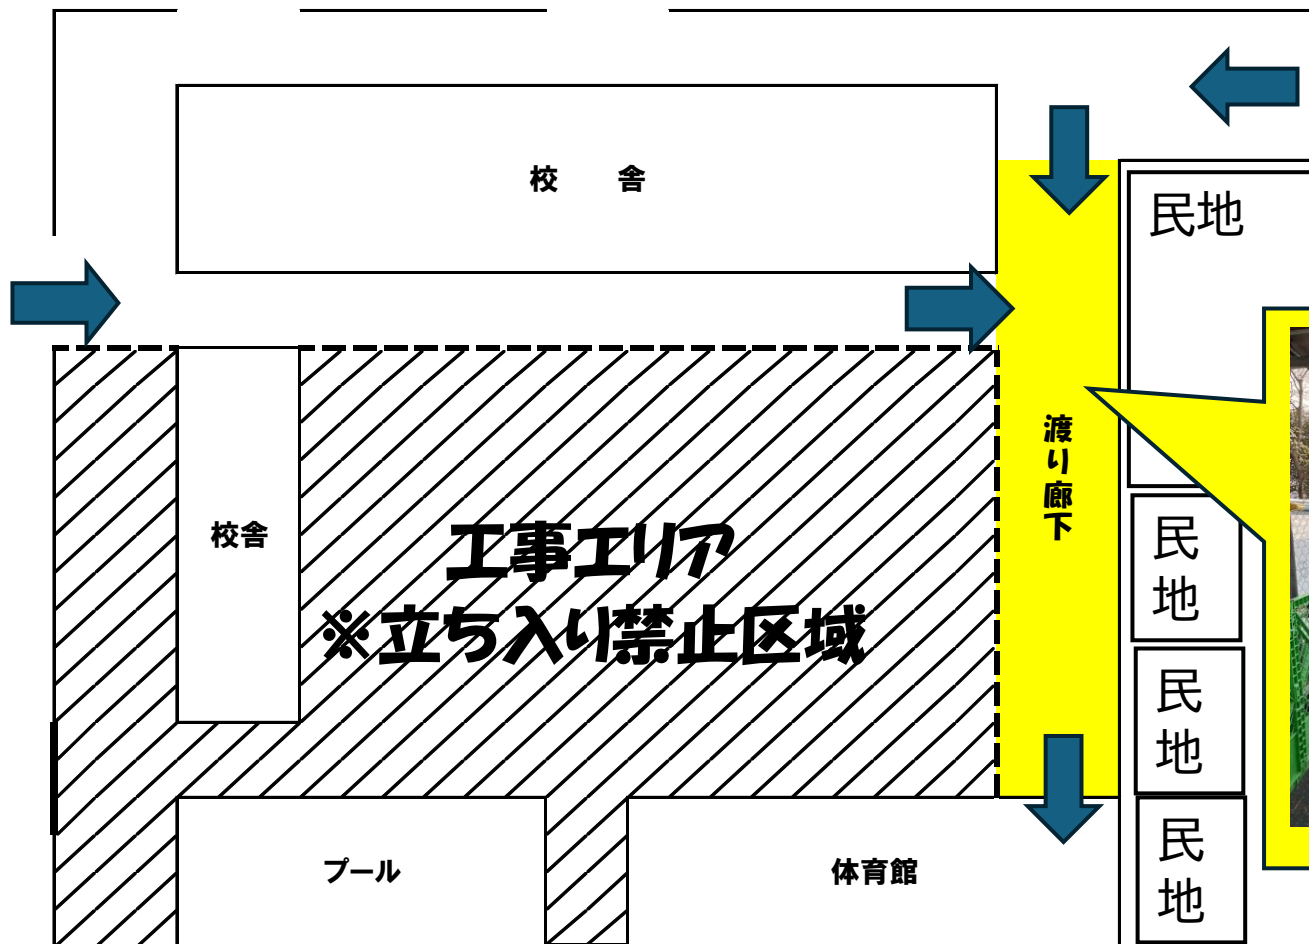 校　舎
民地
渡り廊下
校舎
工事エリア
※立ち入り禁止区域
民
地
民
地
プール
体育館
民
地